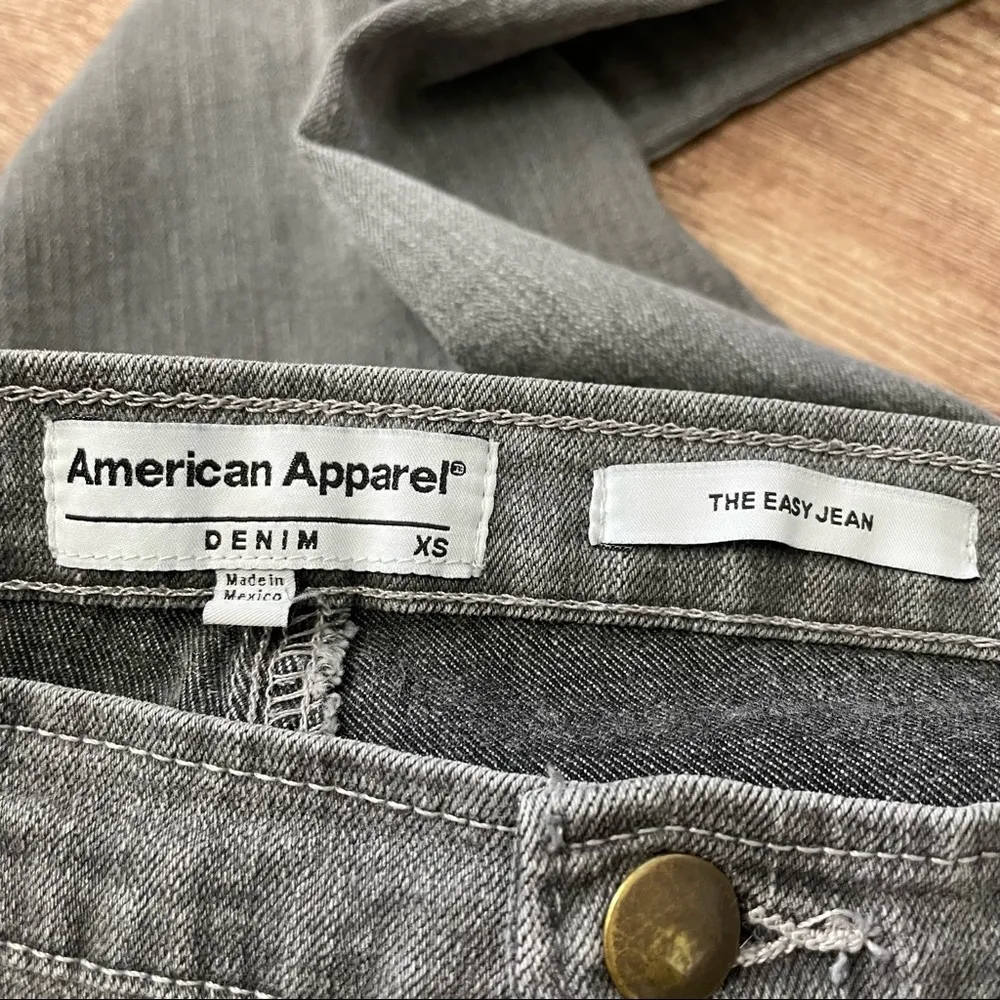 American Apparel®
DENIM XS
Made in
Mexico
THE EASY JEAN